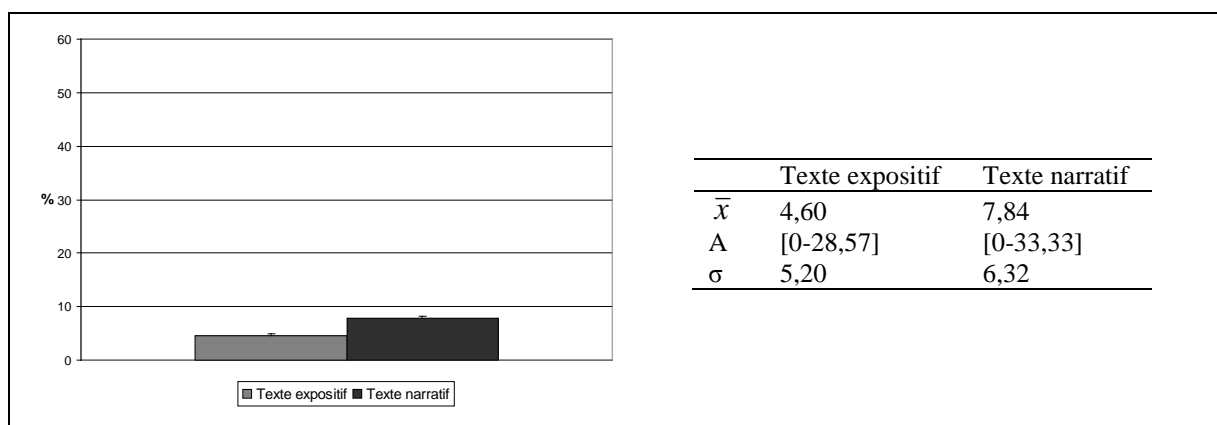 60
50
40
% 30
20
10
0
Texte expositif Texte narratif
Texte expositif Texte narratif
x̅ 4,60 7,84
A [0-28,57] [0-33,33]
σ 5,20 6,32